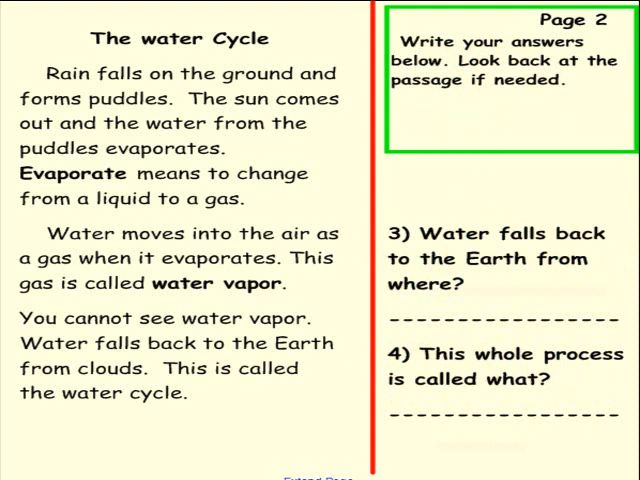 The water Cycle
Rain falls on the ground and
forms puddles. The sun comes
out and the water from the
puddles evaporates.
Evaporate means to change
from a liquid to a gas.
Water moves into the air as
a gas when it evaporates. This
gas is called water vapor.
You cannot see water vapor.
Water falls back to the Earth
from clouds. This is called
the water cycle.
Page 2
Write your answers
below. Look back at the
passage if needed.
3) Water falls back
to the Earth from
where?
_ _ _ _ _ _ _ _ _ _ _ _ _ _ _ _ _
4) This whole process
is called what?
_ _ _ _ _ _ _ _ _ _ _ _ _ _ _ _ _
Extend Page